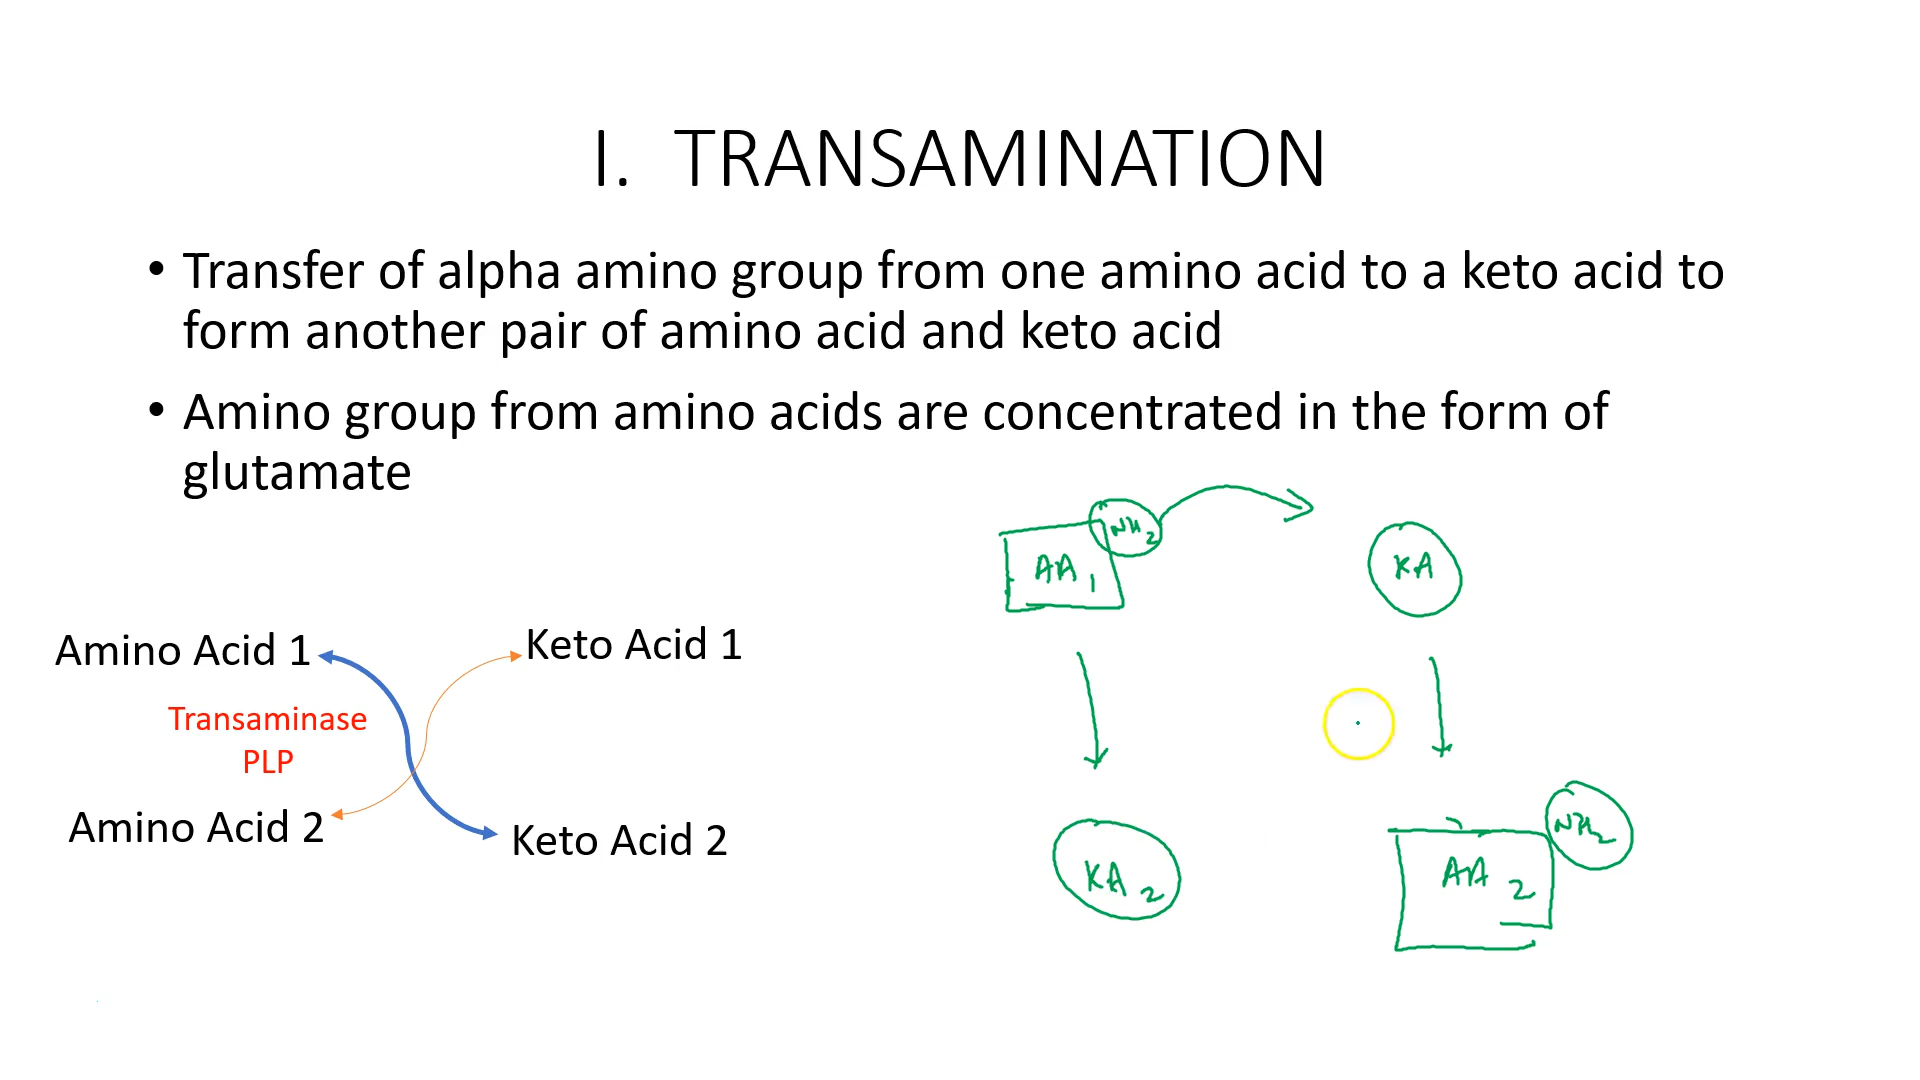 I. TRANSAMINATION
• Transfer of alpha amino group from one amino acid to a keto acid to
form another pair of amino acid and keto acid
• Amino group from amino acids are concentrated in the form of
glutamate
NH2
AA1
KA
Amino Acid 1
Keto Acid 1
Transaminase
PLP
Amino Acid 2
Keto Acid 2
KA2
NH2
AA2